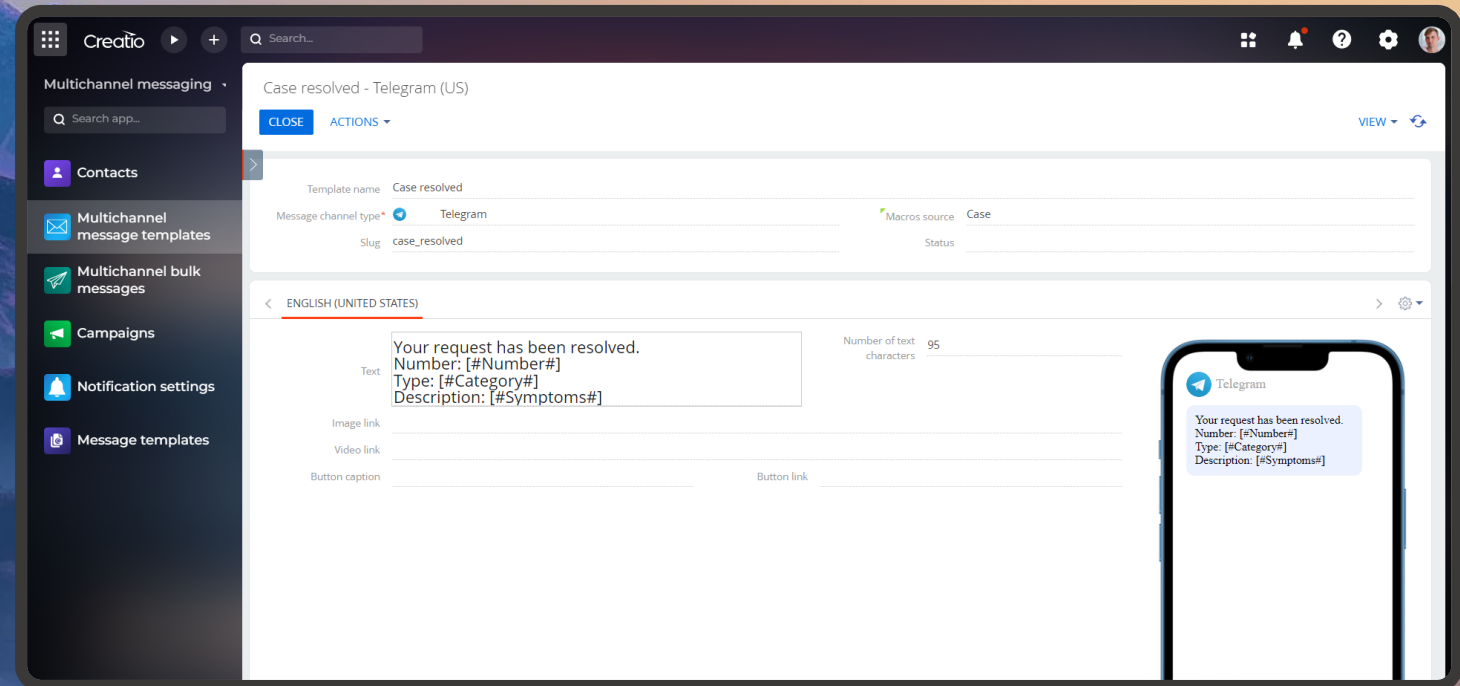 Creatio
Search...
Multichannel messaging
Search app...
Contacts
Multichannel
message templates
Multichannel bulk
messages
Campaigns
Notification settings
Message templates
Case resolved - Telegram (US)
CLOSE
ACTIONS
VIEW
Template name
Case resolved
Message channel type*
Telegram
Macros source
Case
Slug
case_resolved
Status
ENGLISH (UNITED STATES)
Text
Your request has been resolved.
Number: [#Number#]
Type: [#Category#]
Description: [#Symptoms#]
Number of text
characters
95
Image link
Video link
Button caption
Button link
Telegram
Your request has been resolved.
Number: [#Number#]
Type: [#Category#]
Description: [#Symptoms#]